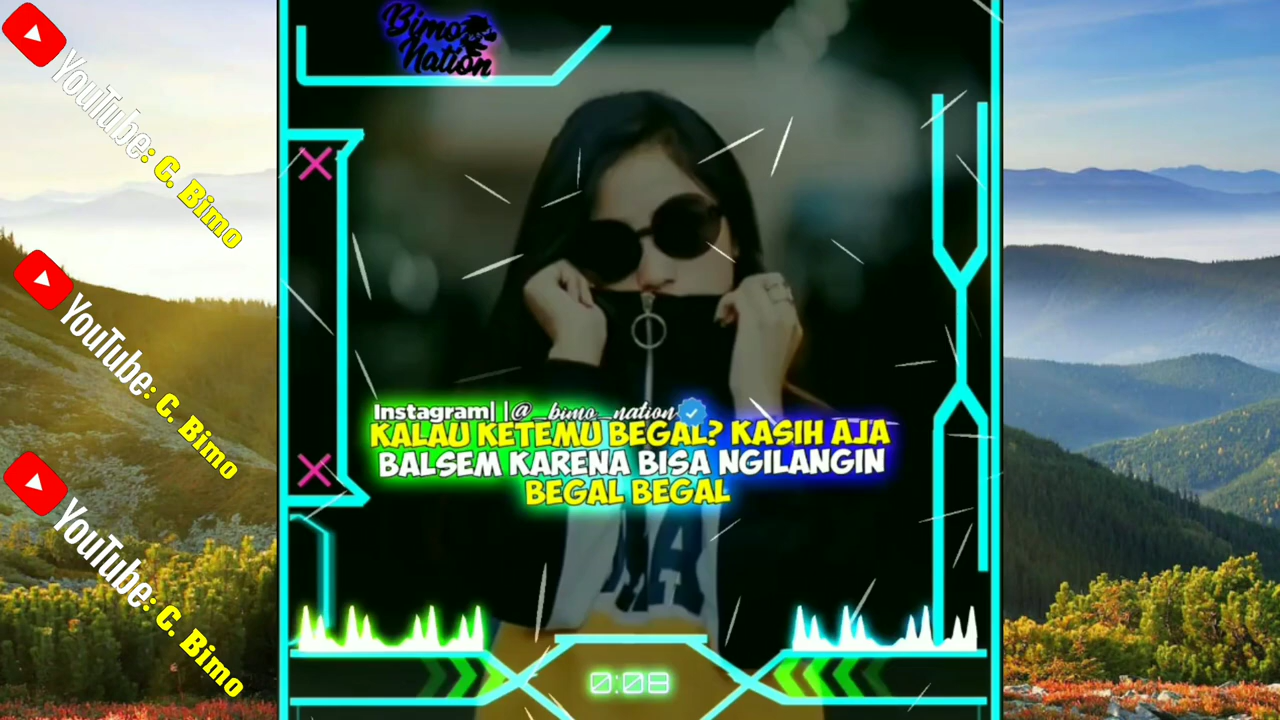 Bimo
Nation
YouTube: C. Bimo
YouTube: C. Bimo
YouTube: C. Bimo
Instagram| |@_bimo_nation
KALAU KETEMU BEGAL? KASIH AJA
BALSEM KARENA BISA NGILANGIN
BEGAL BEGAL
0:08